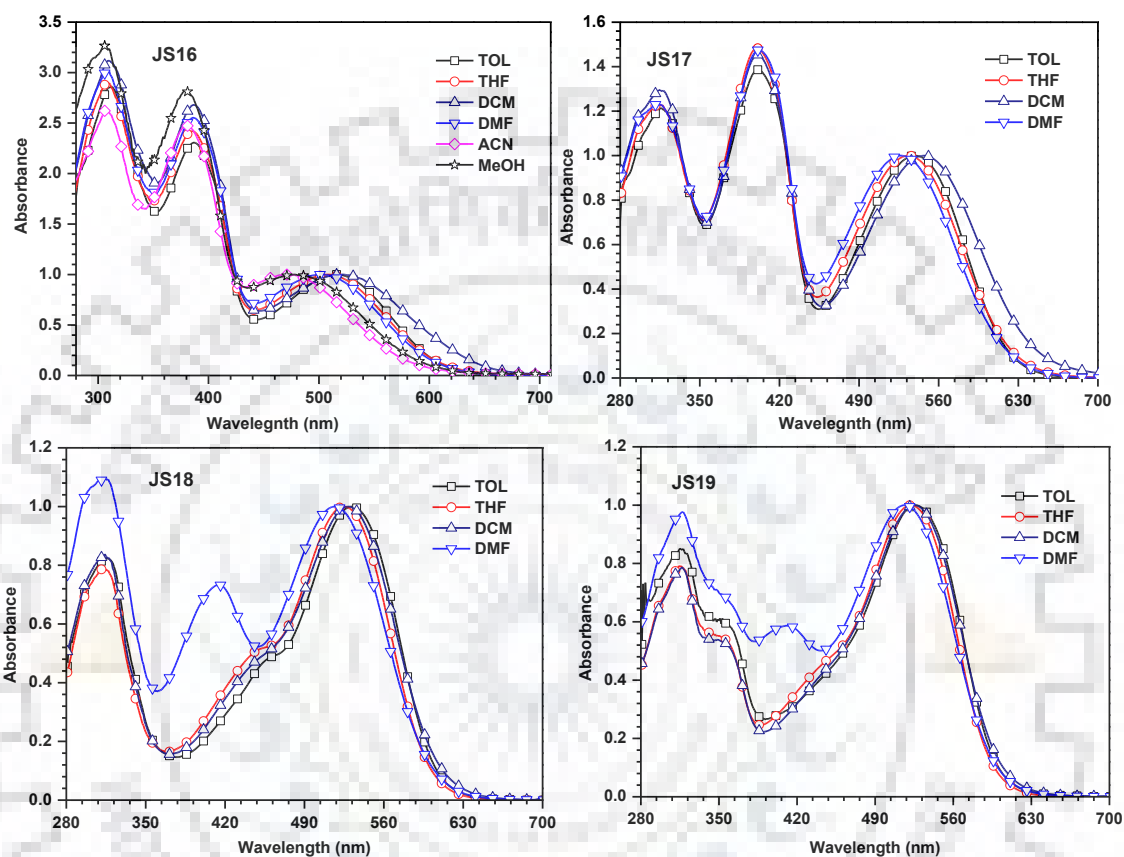 JS16
TOL
THF
DCM
DMF
ACN
MeOH
Absorbance
3.5
3.0
2.5
2.0
1.5
1.0
0.5
0.0
300 400 500 600 700
Wavelegnth (nm)
JS17
TOL
THF
DCM
DMF
Absorbance
1.6
1.4
1.2
1.0
0.8
0.6
0.4
0.2
0.0
280 350 420 490 560 630 700
Wavelegnth (nm)
JS18
TOL
THF
DCM
DMF
Absorbance
1.2
1.0
0.8
0.6
0.4
0.2
0.0
280 350 420 490 560 630 700
Wavelength (nm)
JS19
TOL
THF
DCM
DMF
Absorbance
1.2
1.0
0.8
0.6
0.4
0.2
0.0
280 350 420 490 560 630 700
Wavelength (nm)